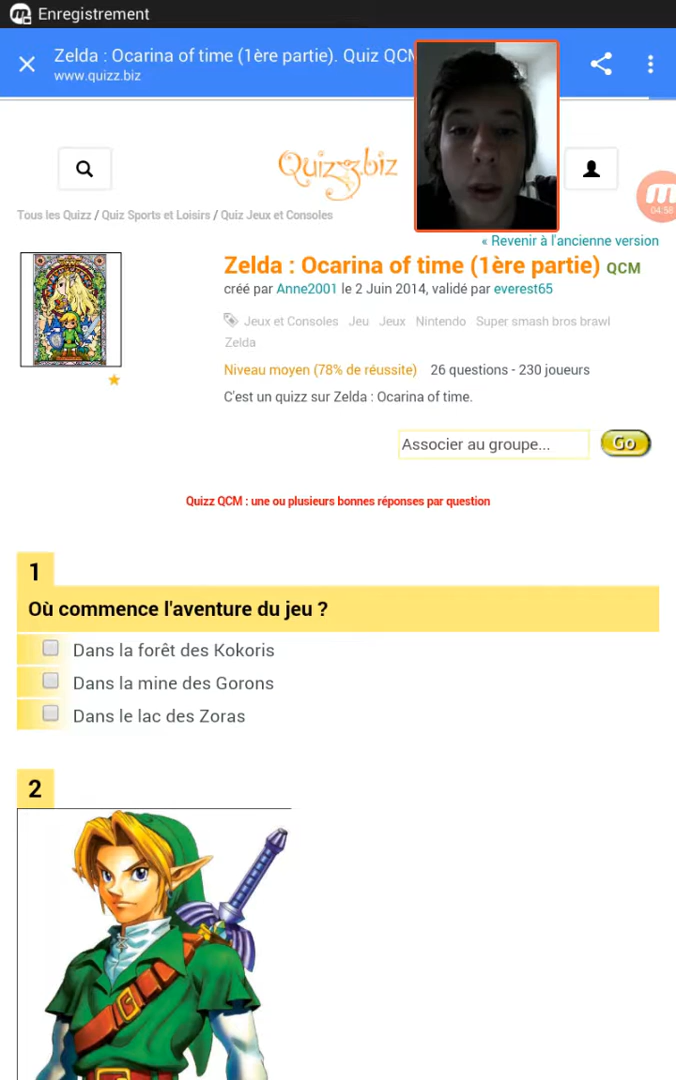 Enregistrement
Zelda : Ocarina of time (1ère partie). Quiz QCM
www.quizz.biz
Quizz.biz
04:58
Tous les Quizz / Quiz Sports et Loisirs / Quiz Jeux et Consoles
« Revenir à l'ancienne version
Zelda : Ocarina of time (1ère partie) QCM
créé par Anne2001 le 2 Juin 2014, validé par everest65
Jeux et Consoles Jeu Jeux Nintendo Super smash bros brawl
Zelda
Niveau moyen (78% de réussite) 26 questions - 230 joueurs
C'est un quizz sur Zelda : Ocarina of time.
Associer au groupe... Go
Quizz QCM : une ou plusieurs bonnes réponses par question
1
Où commence l'aventure du jeu ?
Dans la forêt des Kokoris
Dans la mine des Gorons
Dans le lac des Zoras
2